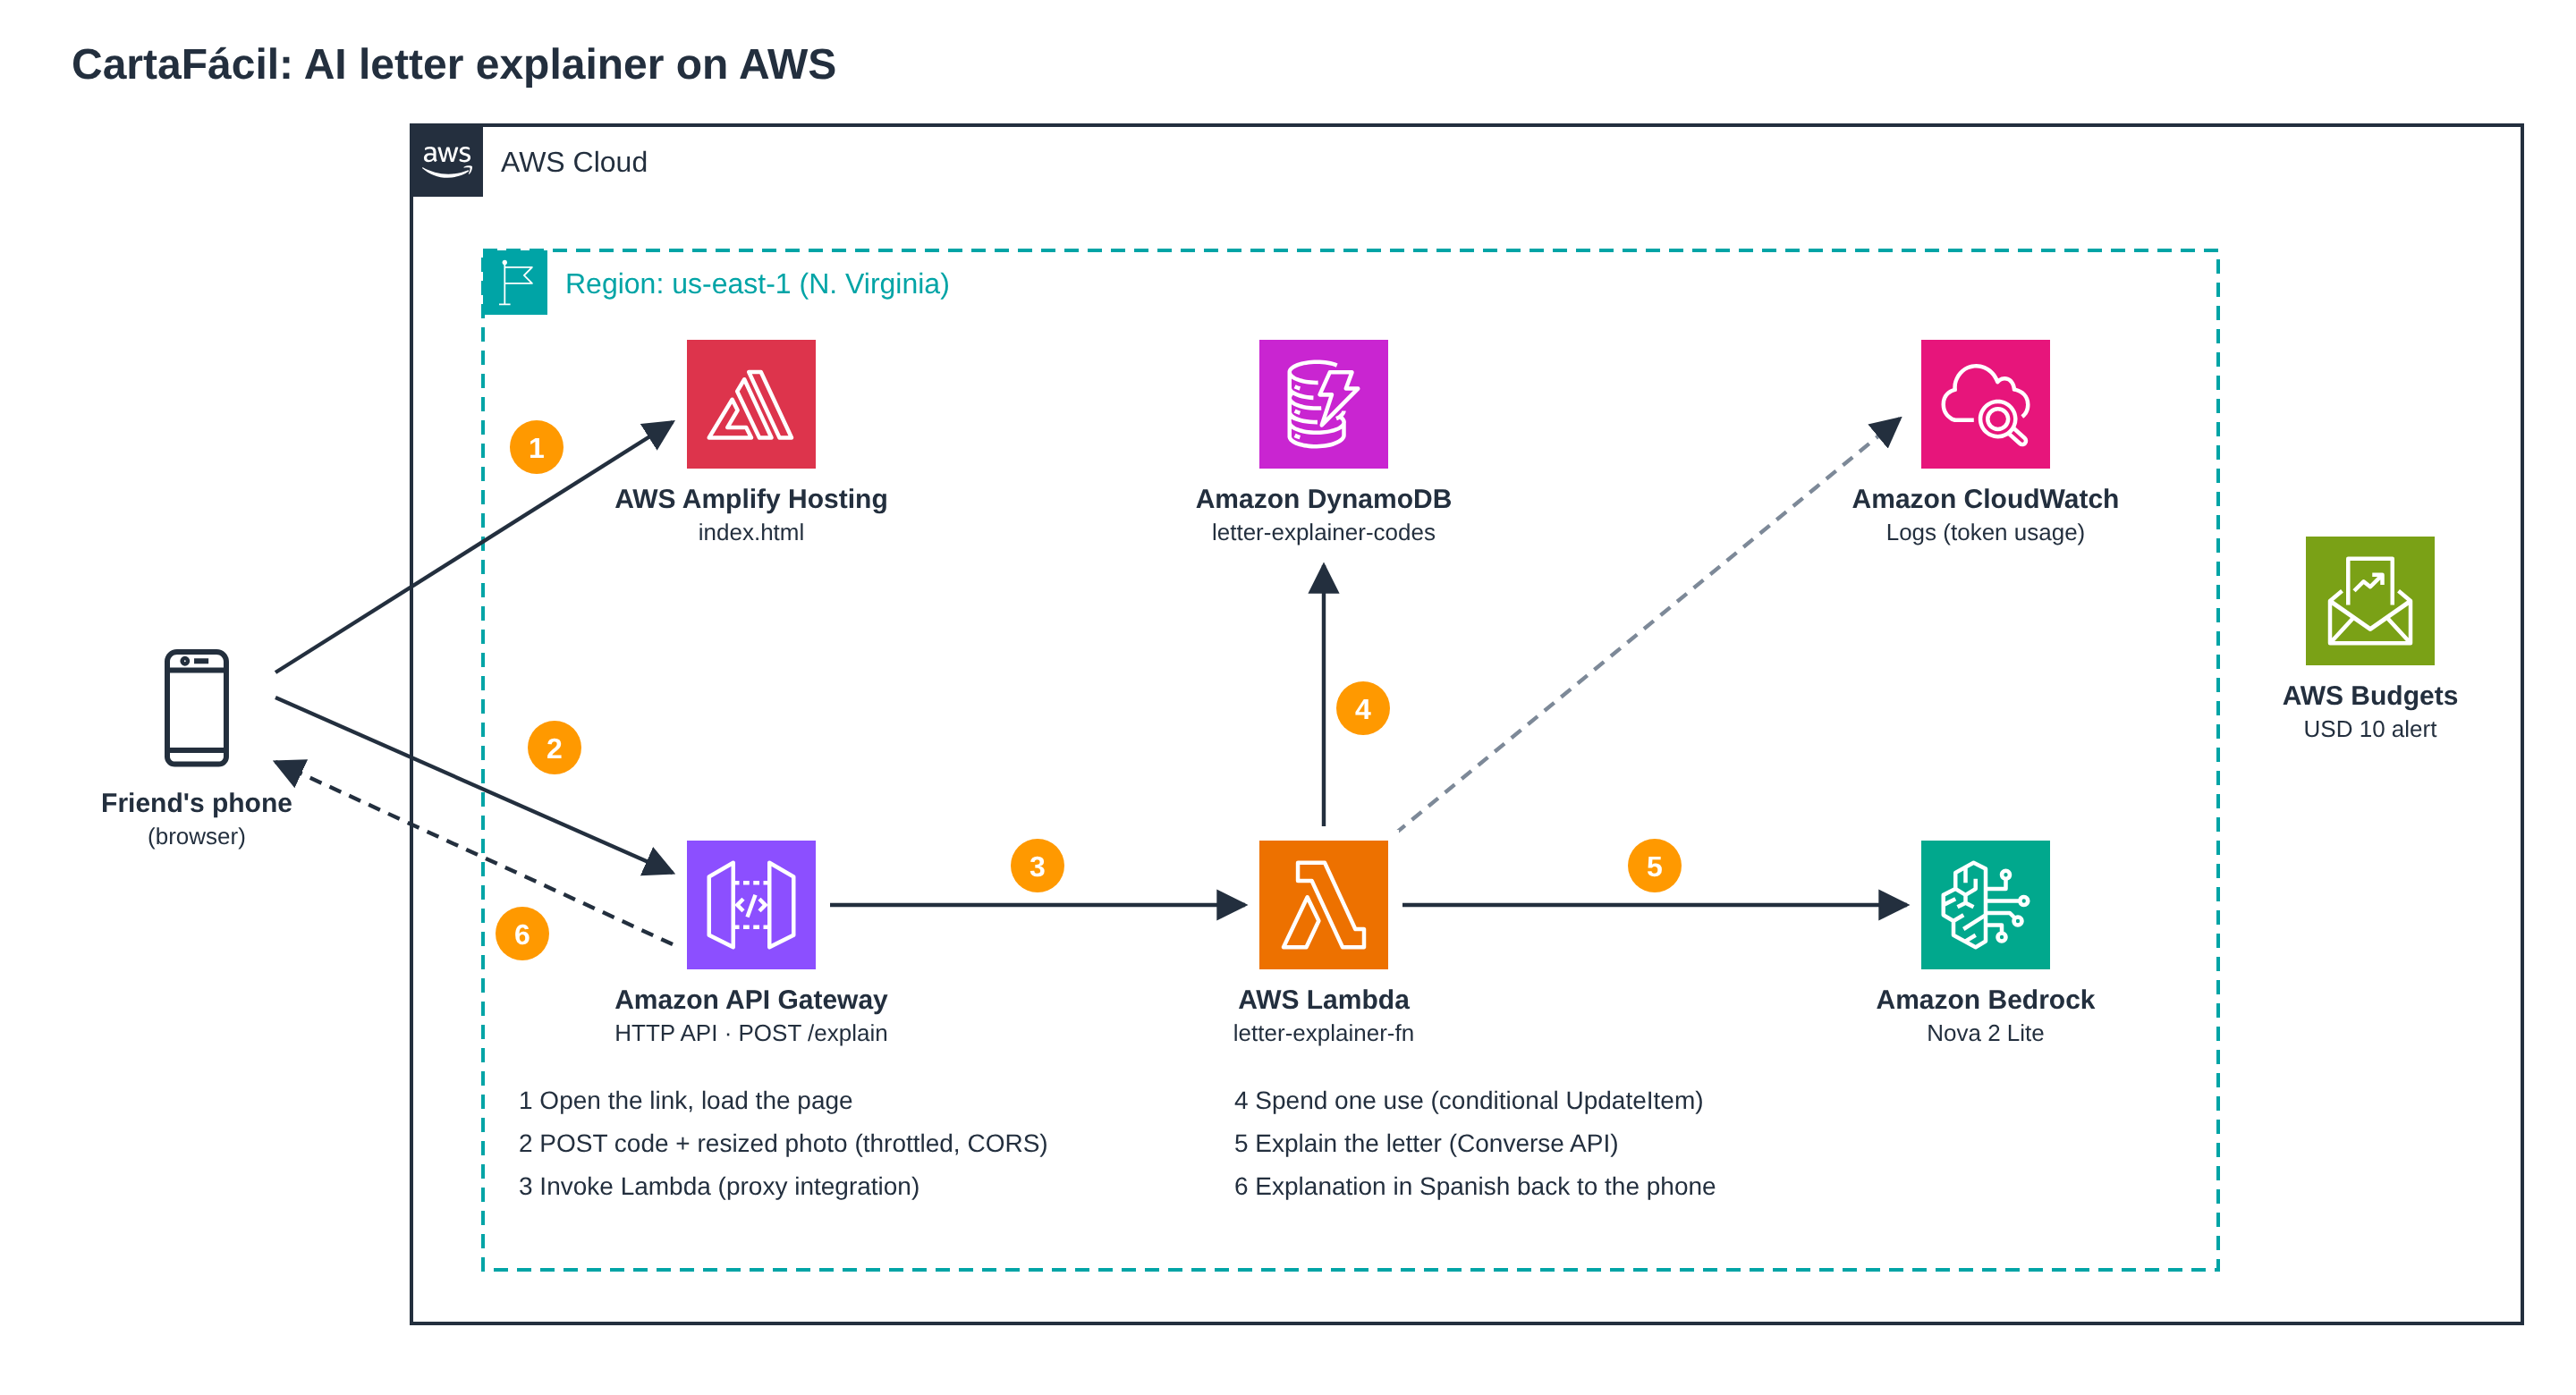 CartaFácil: AI letter explainer on AWS
aws
AWS Cloud
Region: us-east-1 (N. Virginia)
1
AWS Amplify Hosting
index.html
Amazon DynamoDB
letter-explainer-codes
Amazon CloudWatch
Logs (token usage)
AWS Budgets
USD 10 alert
4
2
Friend's phone
(browser)
3
5
6
Amazon API Gateway
HTTP API · POST /explain
AWS Lambda
letter-explainer-fn
Amazon Bedrock
Nova 2 Lite
1 Open the link, load the page
2 POST code + resized photo (throttled, CORS)
3 Invoke Lambda (proxy integration)
4 Spend one use (conditional UpdateItem)
5 Explain the letter (Converse API)
6 Explanation in Spanish back to the phone